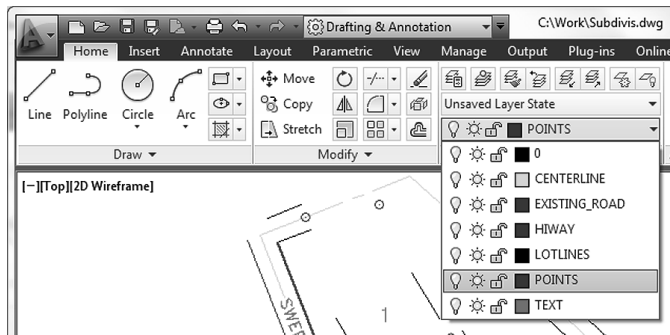 Drafting & Annotation
C:\Work\Subdivis.dwg
Home Insert Annotate Layout Parametric View Manage Output Plug-ins Online
Line Polyline Circle Arc
Move
Copy
Stretch
Draw
Modify
Unsaved Layer State
POINTS
0
CENTERLINE
EXISTING_ROAD
HIWAY
LOTLINES
POINTS
TEXT
[−][Top][2D Wireframe]
1